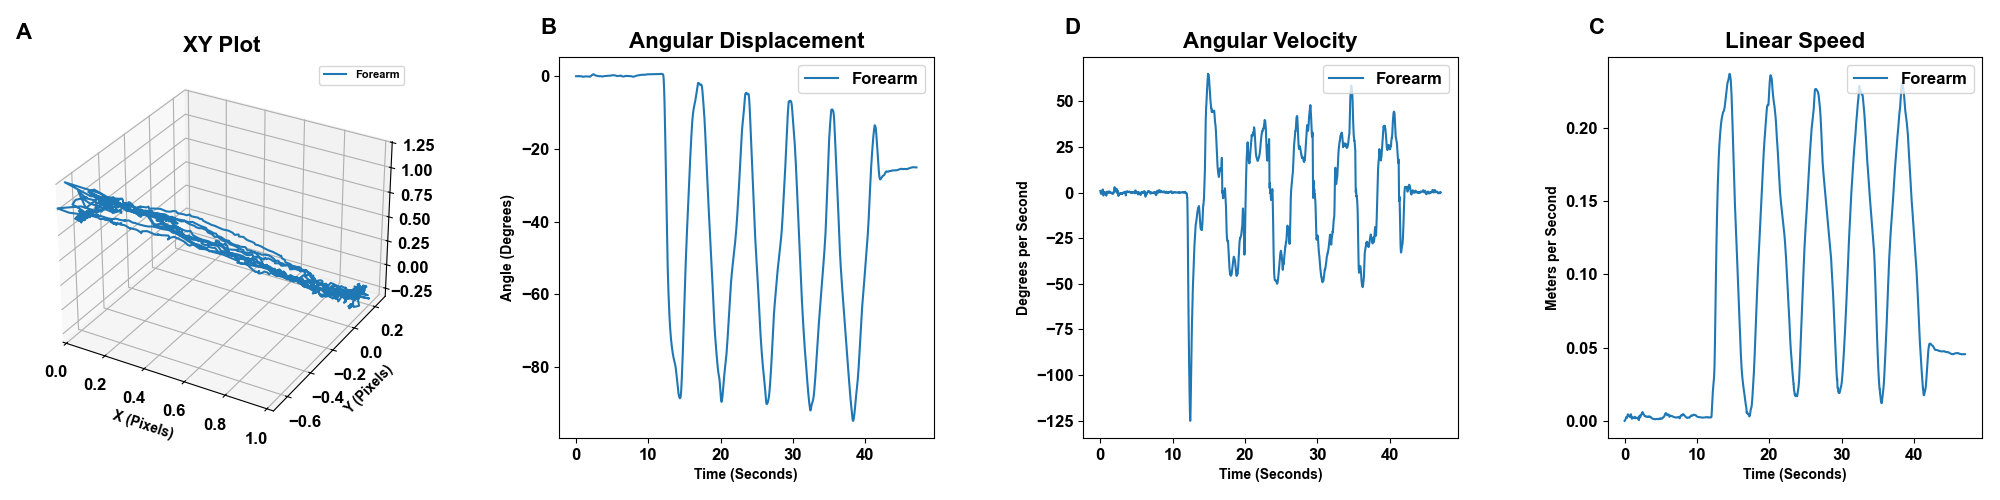 A
XY Plot
Forearm
1.25
1.00
0.75
0.50
0.25
0.00
−0.25
0.2
0.0
−0.2
−0.4
−0.6
Y (Pixels)
0.0
0.2
0.4
0.6
0.8
1.0
X (Pixels)
B
Angular Displacement
Forearm
0
−20
−40
−60
−80
Angle (Degrees)
0 10 20 30 40
Time (Seconds)
D
Angular Velocity
Forearm
50
25
0
−25
−50
−75
−100
−125
Degrees per Second
0 10 20 30 40
Time (Seconds)
C
Linear Speed
Forearm
0.20
0.15
0.10
0.05
0.00
Meters per Second
0 10 20 30 40
Time (Seconds)